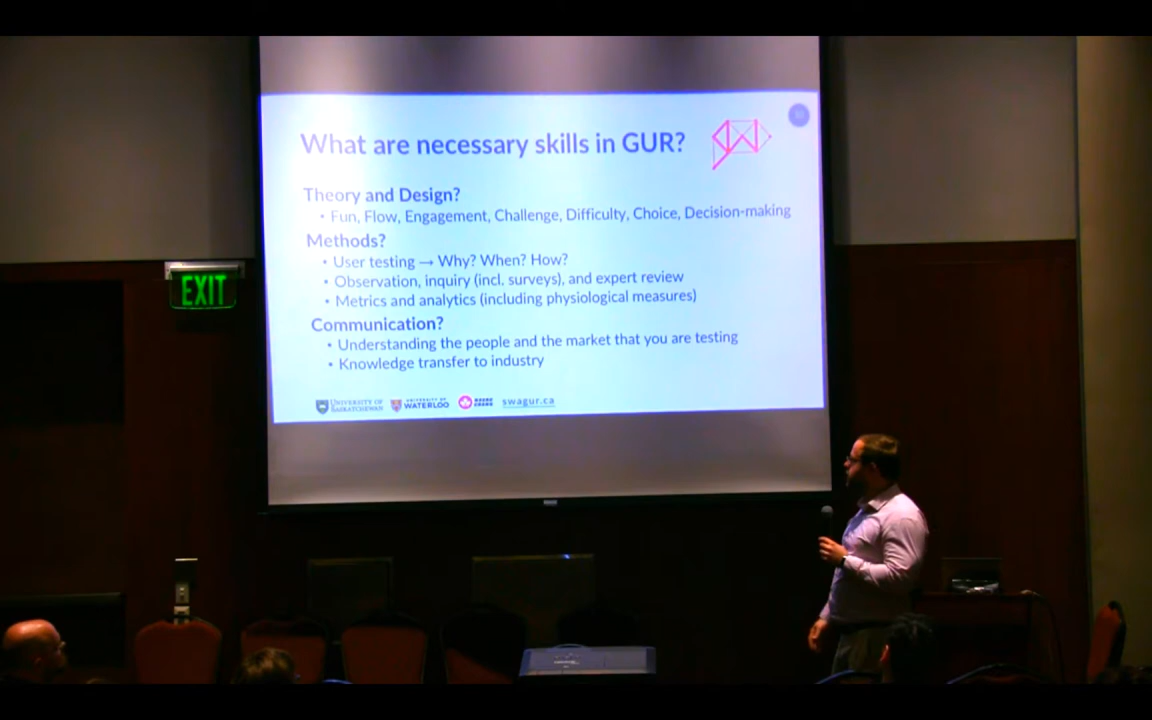 What are necessary skills in GUR?
Theory and Design?
• Fun, Flow, Engagement, Challenge, Difficulty, Choice, Decision-making
Methods?
• User testing → Why? When? How?
• Observation, inquiry (incl. surveys), and expert review
• Metrics and analytics (including physiological measures)
Communication?
• Understanding the people and the market that you are testing
• Knowledge transfer to industry
UNIVERSITY OF
SASKATCHEWAN
UNIVERSITY OF
WATERLOO
swagur.ca
EXIT